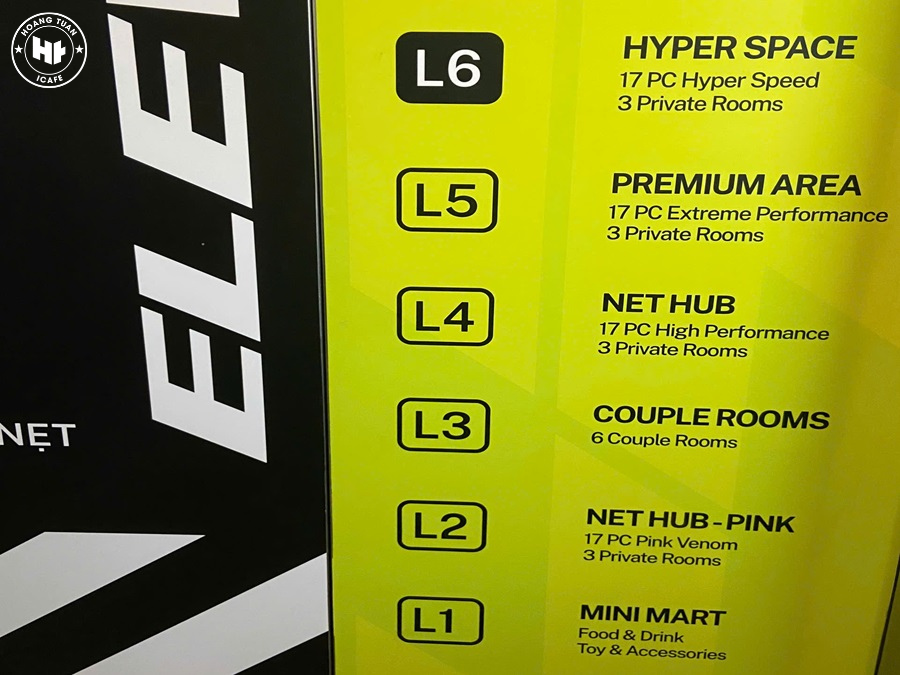 HOANG TUAN
HT
ICAFE
ELE
NẸT
L6
HYPER SPACE
17 PC Hyper Speed
3 Private Rooms
L5
PREMIUM AREA
17 PC Extreme Performance
3 Private Rooms
L4
NET HUB
17 PC High Performance
3 Private Rooms
L3
COUPLE ROOMS
6 Couple Rooms
L2
NET HUB - PINK
17 PC Pink Venom
3 Private Rooms
L1
MINI MART
Food & Drink
Toy & Accessories